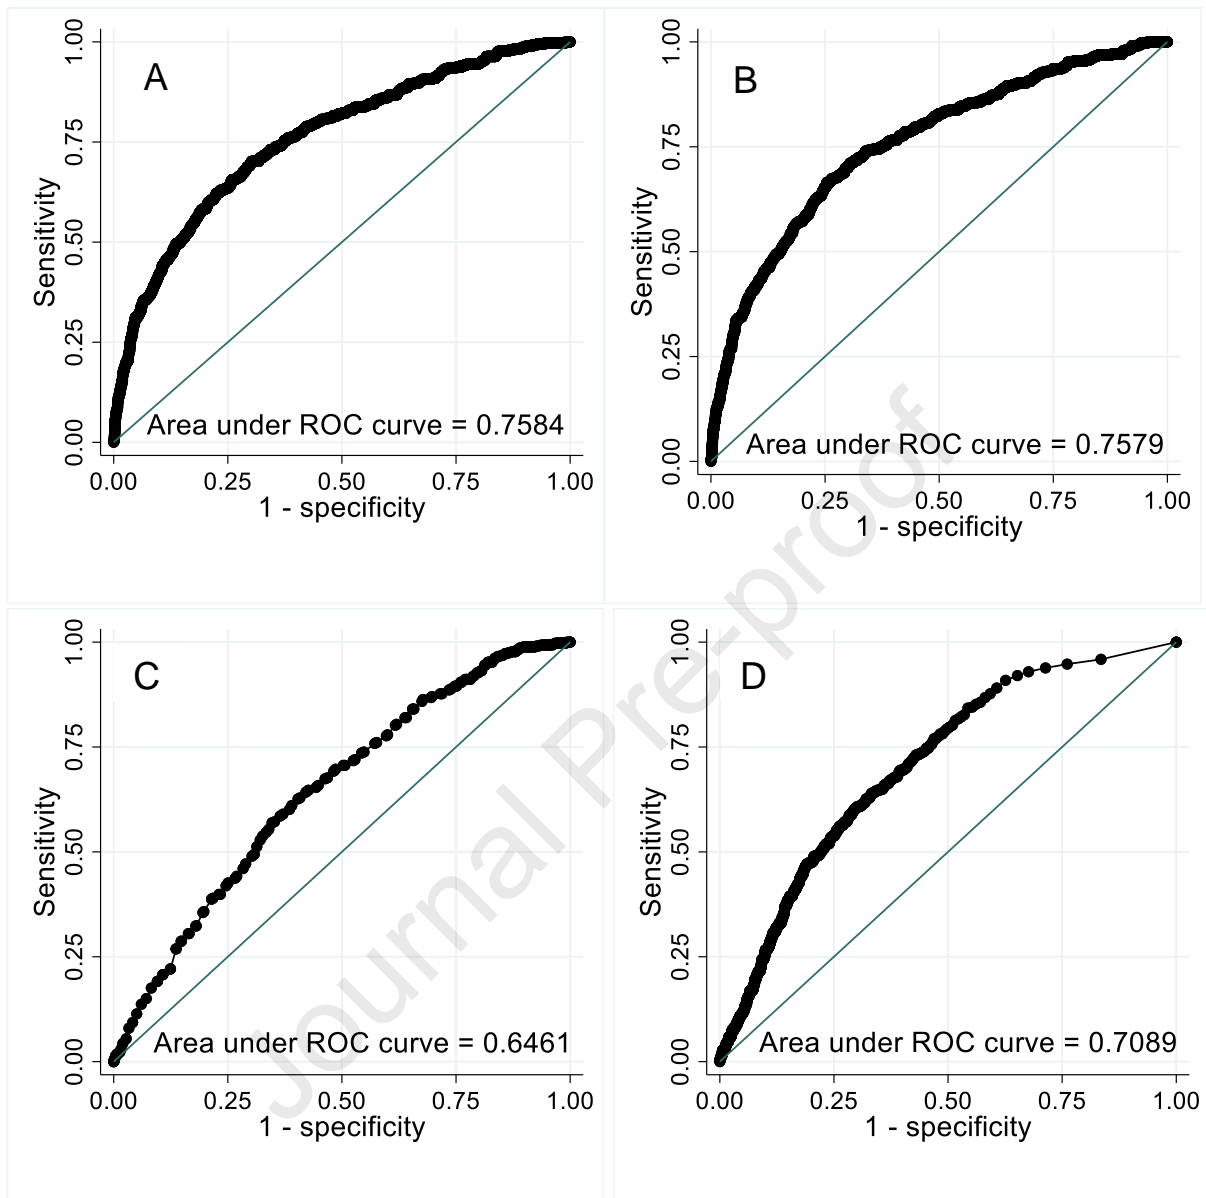 A
Sensitivity
1.00
0.75
0.50
0.25
0.00
Area under ROC curve = 0.7584
0.00 0.25 0.50 0.75 1.00
1 - specificity
B
Sensitivity
1.00
0.75
0.50
0.25
0.00
Area under ROC curve = 0.7579
0.00 0.25 0.50 0.75 1.00
1 - specificity
C
Sensitivity
1.00
0.75
0.50
0.25
0.00
Area under ROC curve = 0.6461
0.00 0.25 0.50 0.75 1.00
1 - specificity
D
Sensitivity
1.00
0.75
0.50
0.25
0.00
Area under ROC curve = 0.7089
0.00 0.25 0.50 0.75 1.00
1 - specificity
Journal Pre-proof